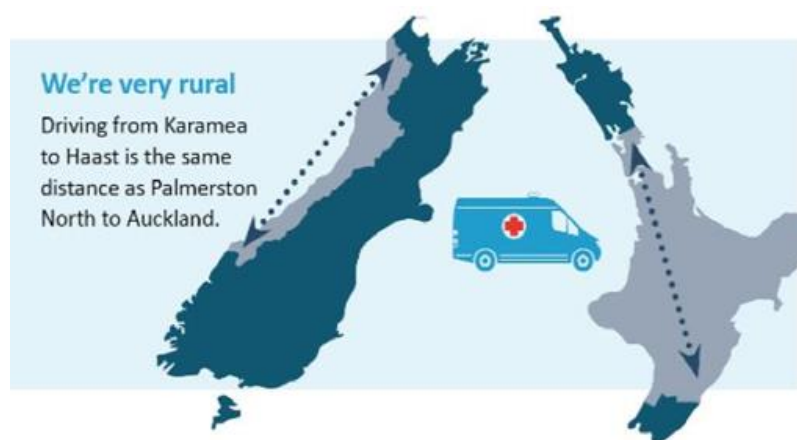 We're very rural
Driving from Karamea
to Haast is the same
distance as Palmerston
North to Auckland.